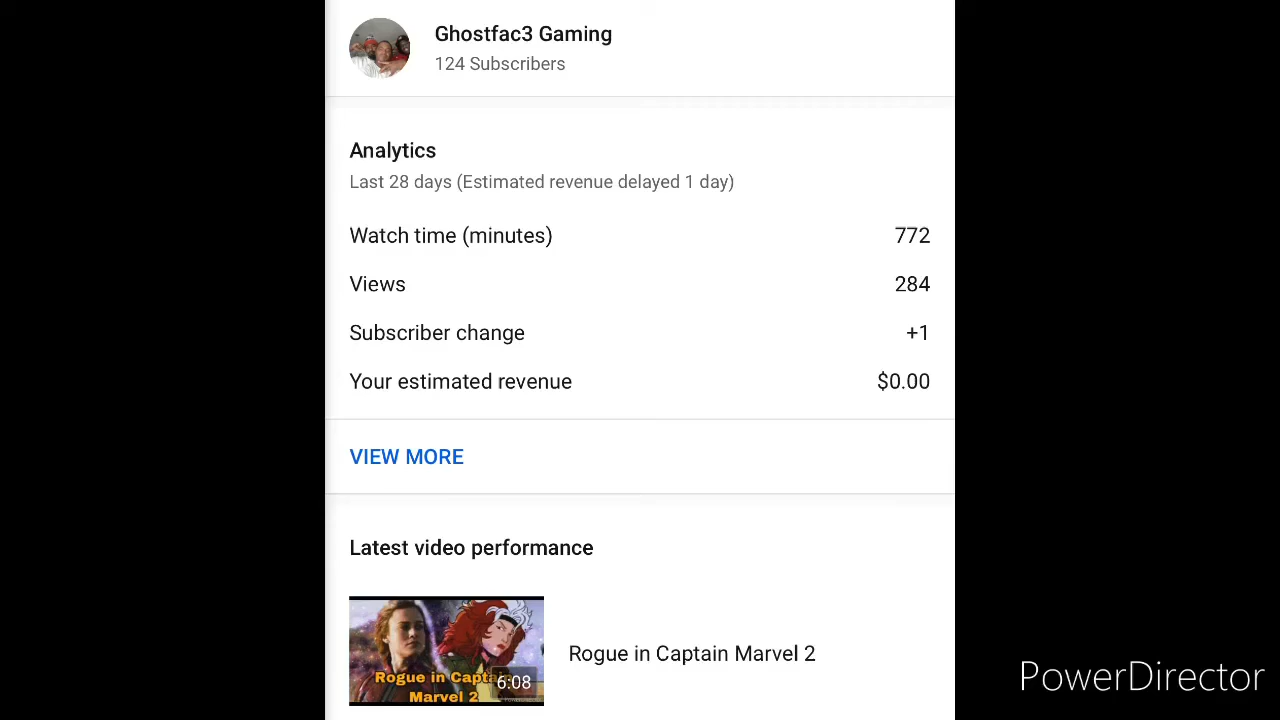 Ghostfac3 Gaming
124 Subscribers
Analytics
Last 28 days (Estimated revenue delayed 1 day)
Watch time (minutes) 772
Views 284
Subscriber change +1
Your estimated revenue $0.00
VIEW MORE
Latest video performance
Rogue in Capta
Marvel 2
6:08
Rogue in Captain Marvel 2
PowerDirector